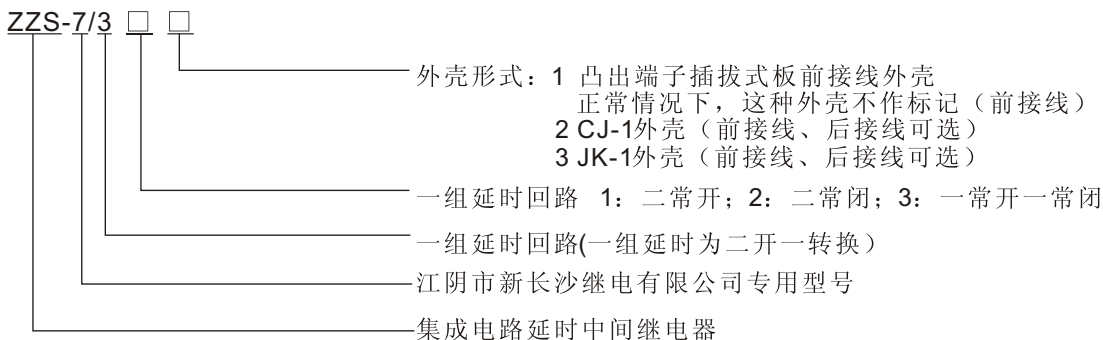 ZZS-7/3 □ □
外壳形式：1 凸出端子插拔式板前接线外壳
正常情况下，这种外壳不作标记（前接线）
2 CJ-1外壳（前接线、后接线可选）
3 JK-1外壳（前接线、后接线可选）
一组延时回路 1：二常开；2：二常闭；3：一常开一常闭
一组延时回路(一组延时为二开一转换）
江阴市新长沙继电有限公司专用型号
集成电路延时中间继电器